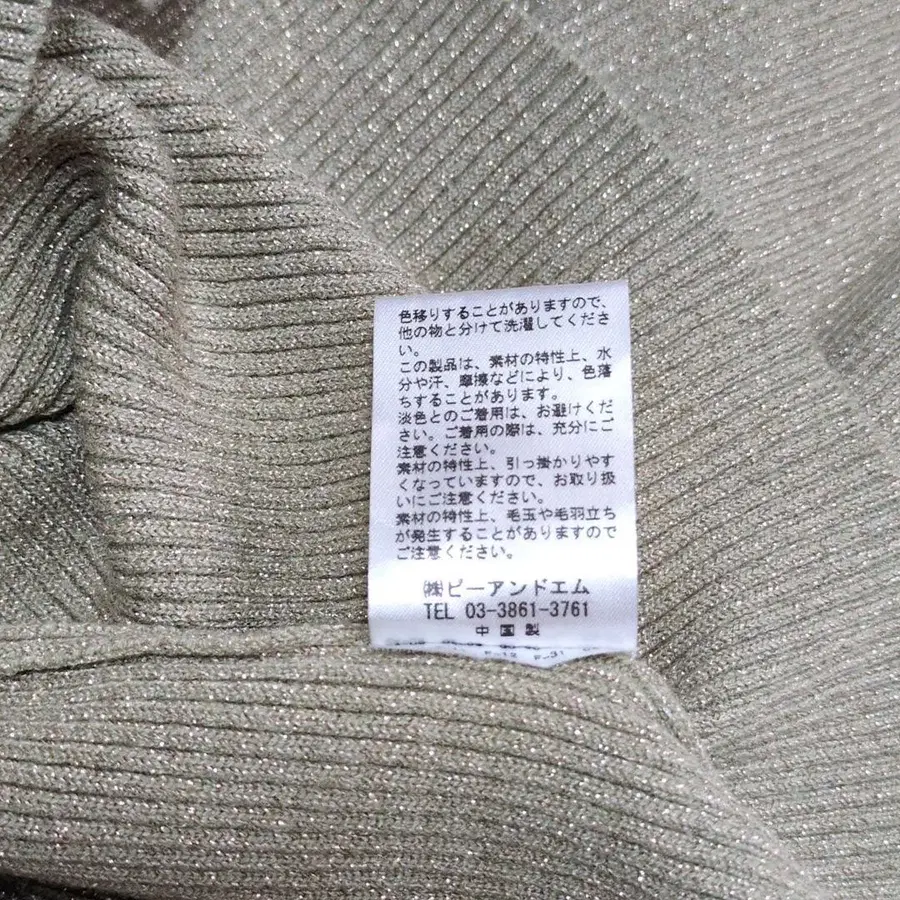 色移りすることがありますので、
他の物と分けて洗濯してくださ
い。
この製品は、素材の特性上、水
分や汗、摩擦などにより、色落
ちすることがあります。
淡色とのご着用は、お避けくだ
さい。ご着用の際は、充分にご
注意ください。
素材の特性上、引っ掛かりやす
くなっていますので、お取り扱
いにご注意ください。
素材の特性上、毛玉や毛羽立ち
が発生することがありますので
ご注意ください。
㈱ピーアンドエム
TEL 03-3861-3761
中国製